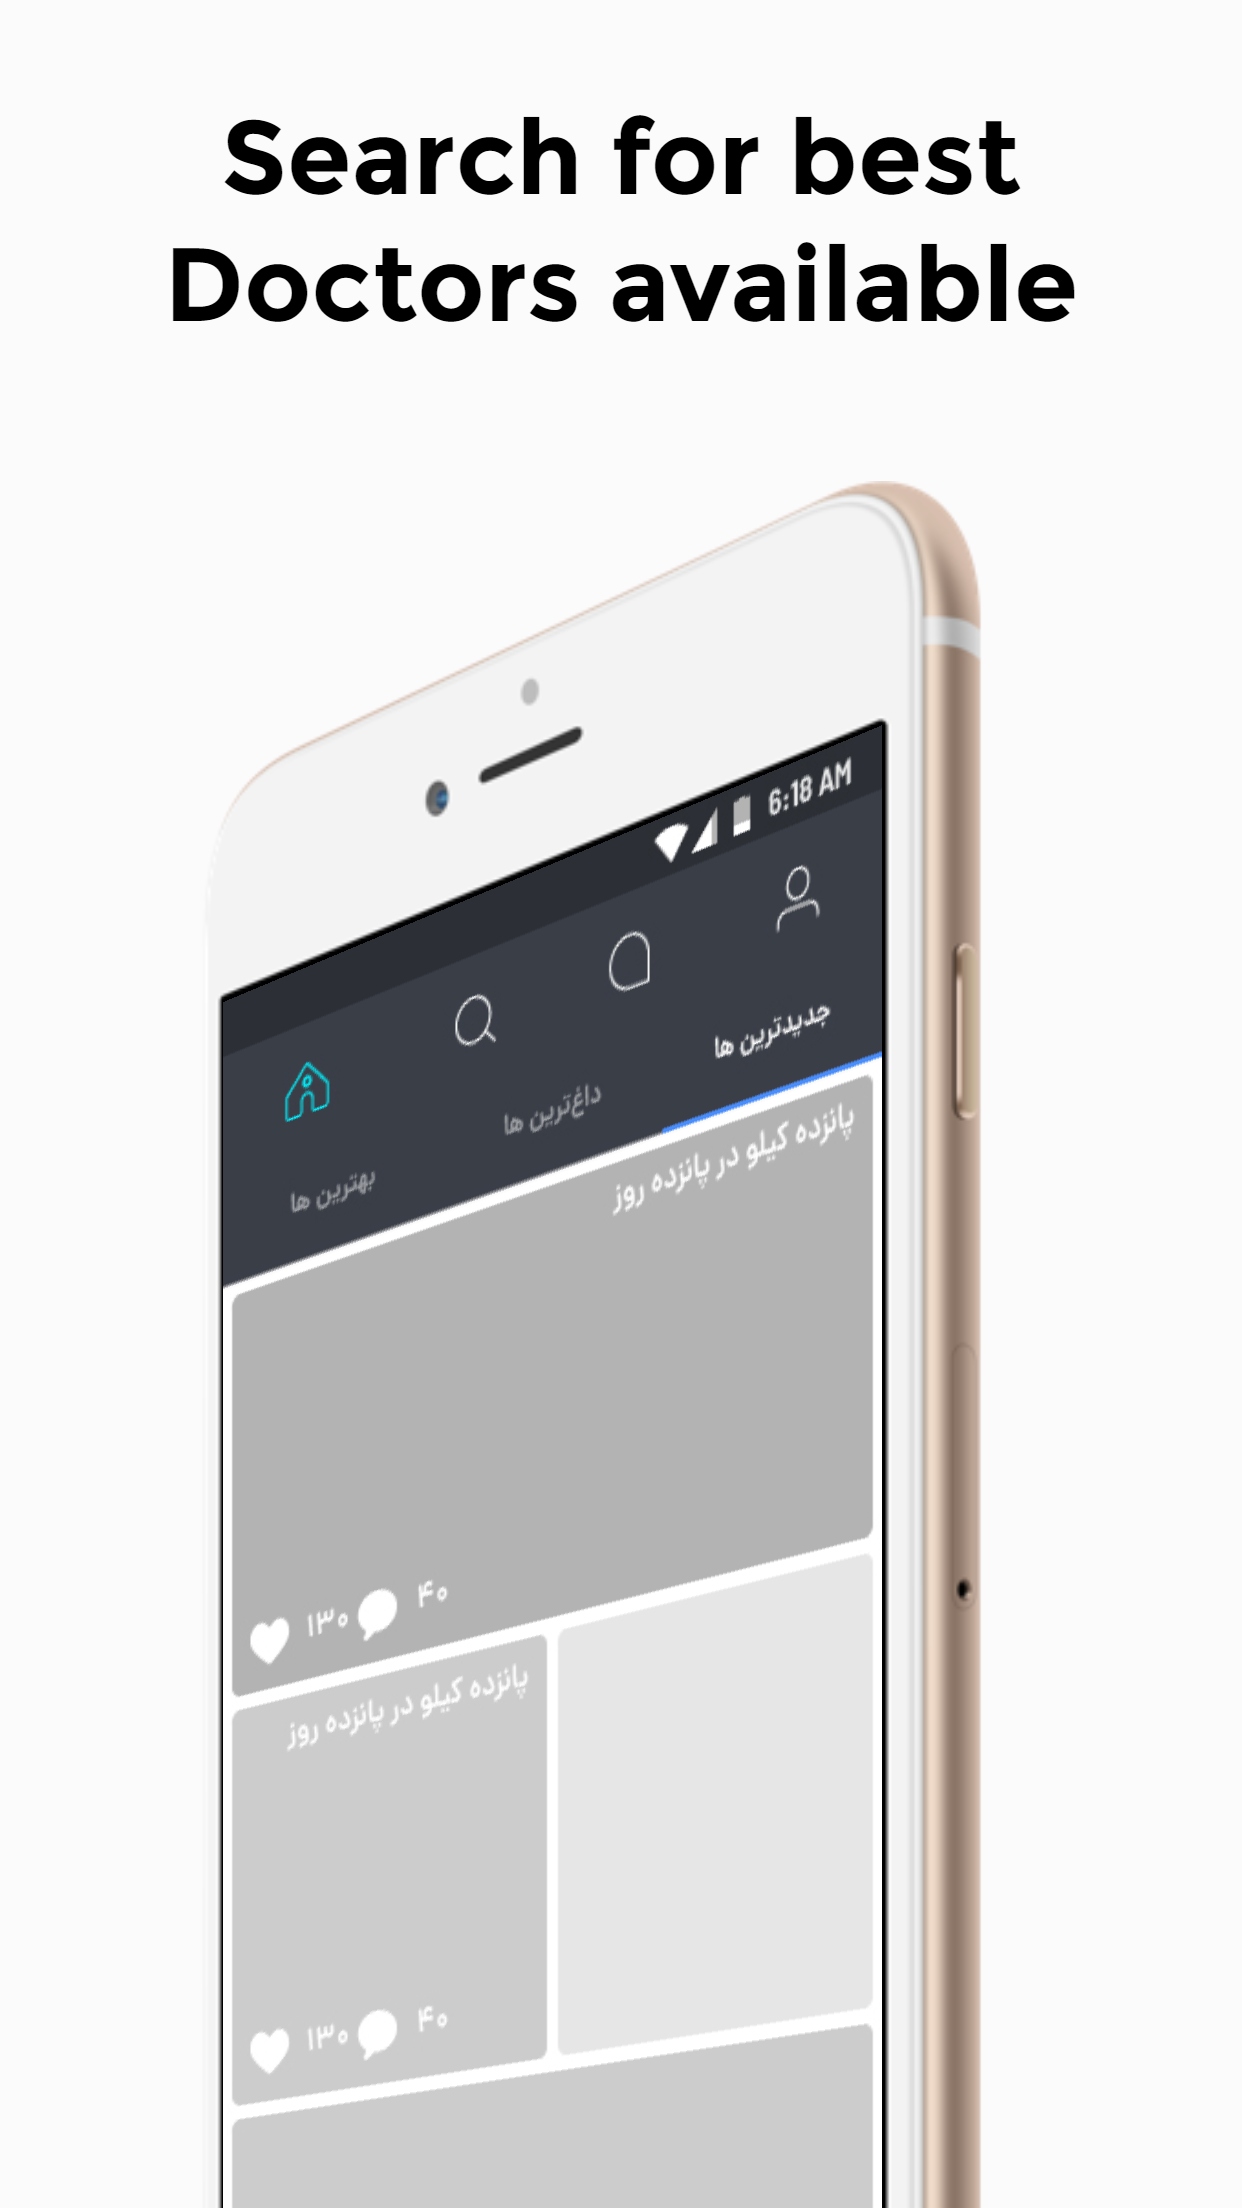 Search for best
Doctors available
6:18 AM
جدیدترین ها
داغ‌ترین ها
بهترین ها
پانزده کیلو در پانزده روز
۱۳۰ ۴۰
پانزده کیلو در پانزده روز
۱۳۰ ۴۰